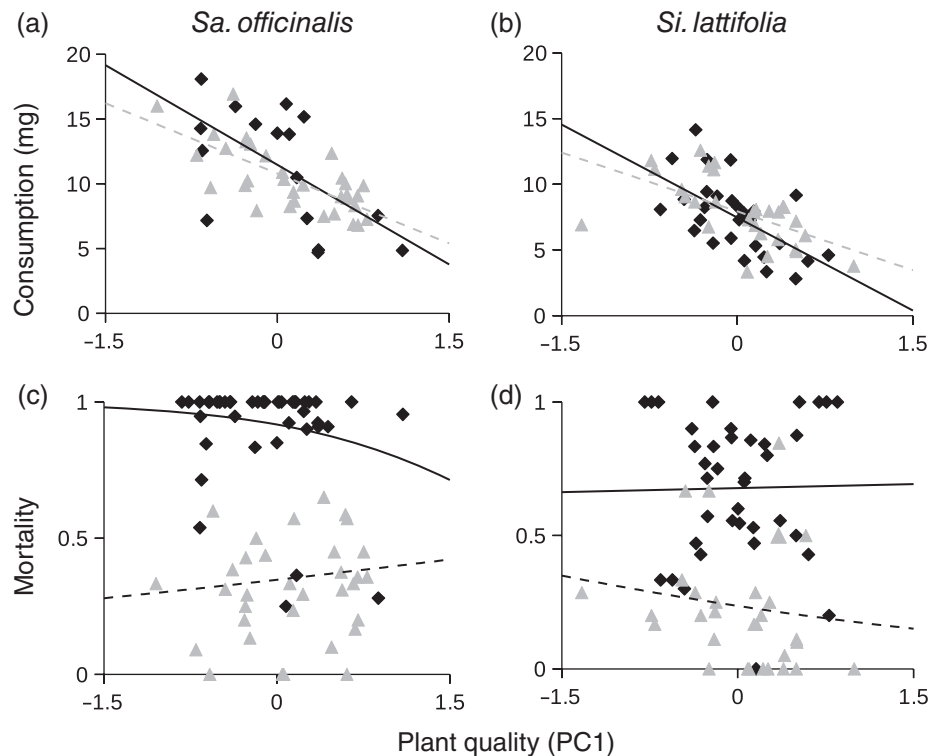 (a) Sa. officinalis
(b) Si. lattifolia
Consumption (mg)
20
15
10
5
0
−1.5 0 1.5
20
15
10
5
0
−1.5 0 1.5
(c)
Mortality
1
0.5
0
−1.5 0 1.5
(d)
1
0.5
0
−1.5 0 1.5
Plant quality (PC1)